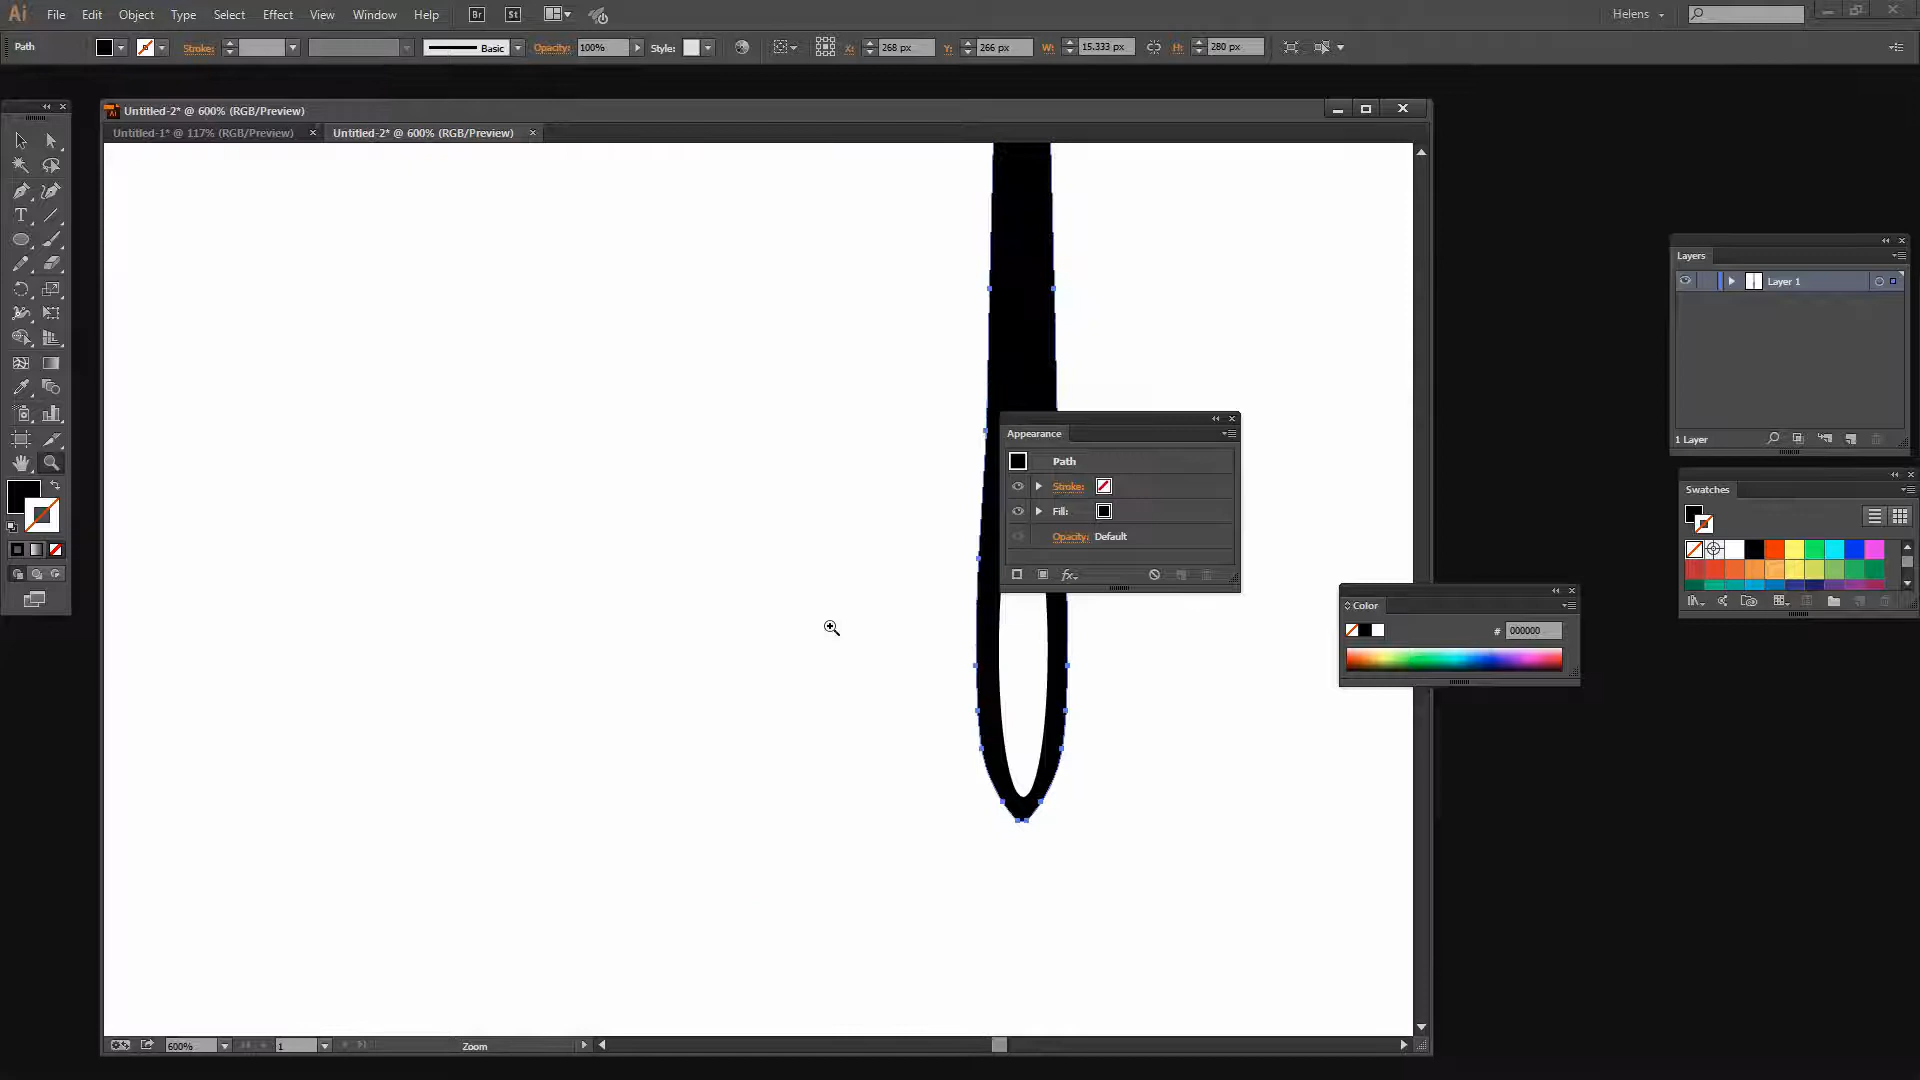 Ai File Edit Object Type Select Effect View Window Help Br St Helens
Path Stroke: Basic Opacity: 100% Style: X: 268 px Y: 266 px W: 15.333 px H: 280 px
Untitled-2* @ 600% (RGB/Preview)
Untitled-1* @ 117% (RGB/Preview) × Untitled-2* @ 600% (RGB/Preview) ×
Layers
Layer 1
1 Layer
Appearance
Path
Stroke:
Fill:
Opacity: Default
fx
Swatches
Color
# 000000
600% 1 Zoom